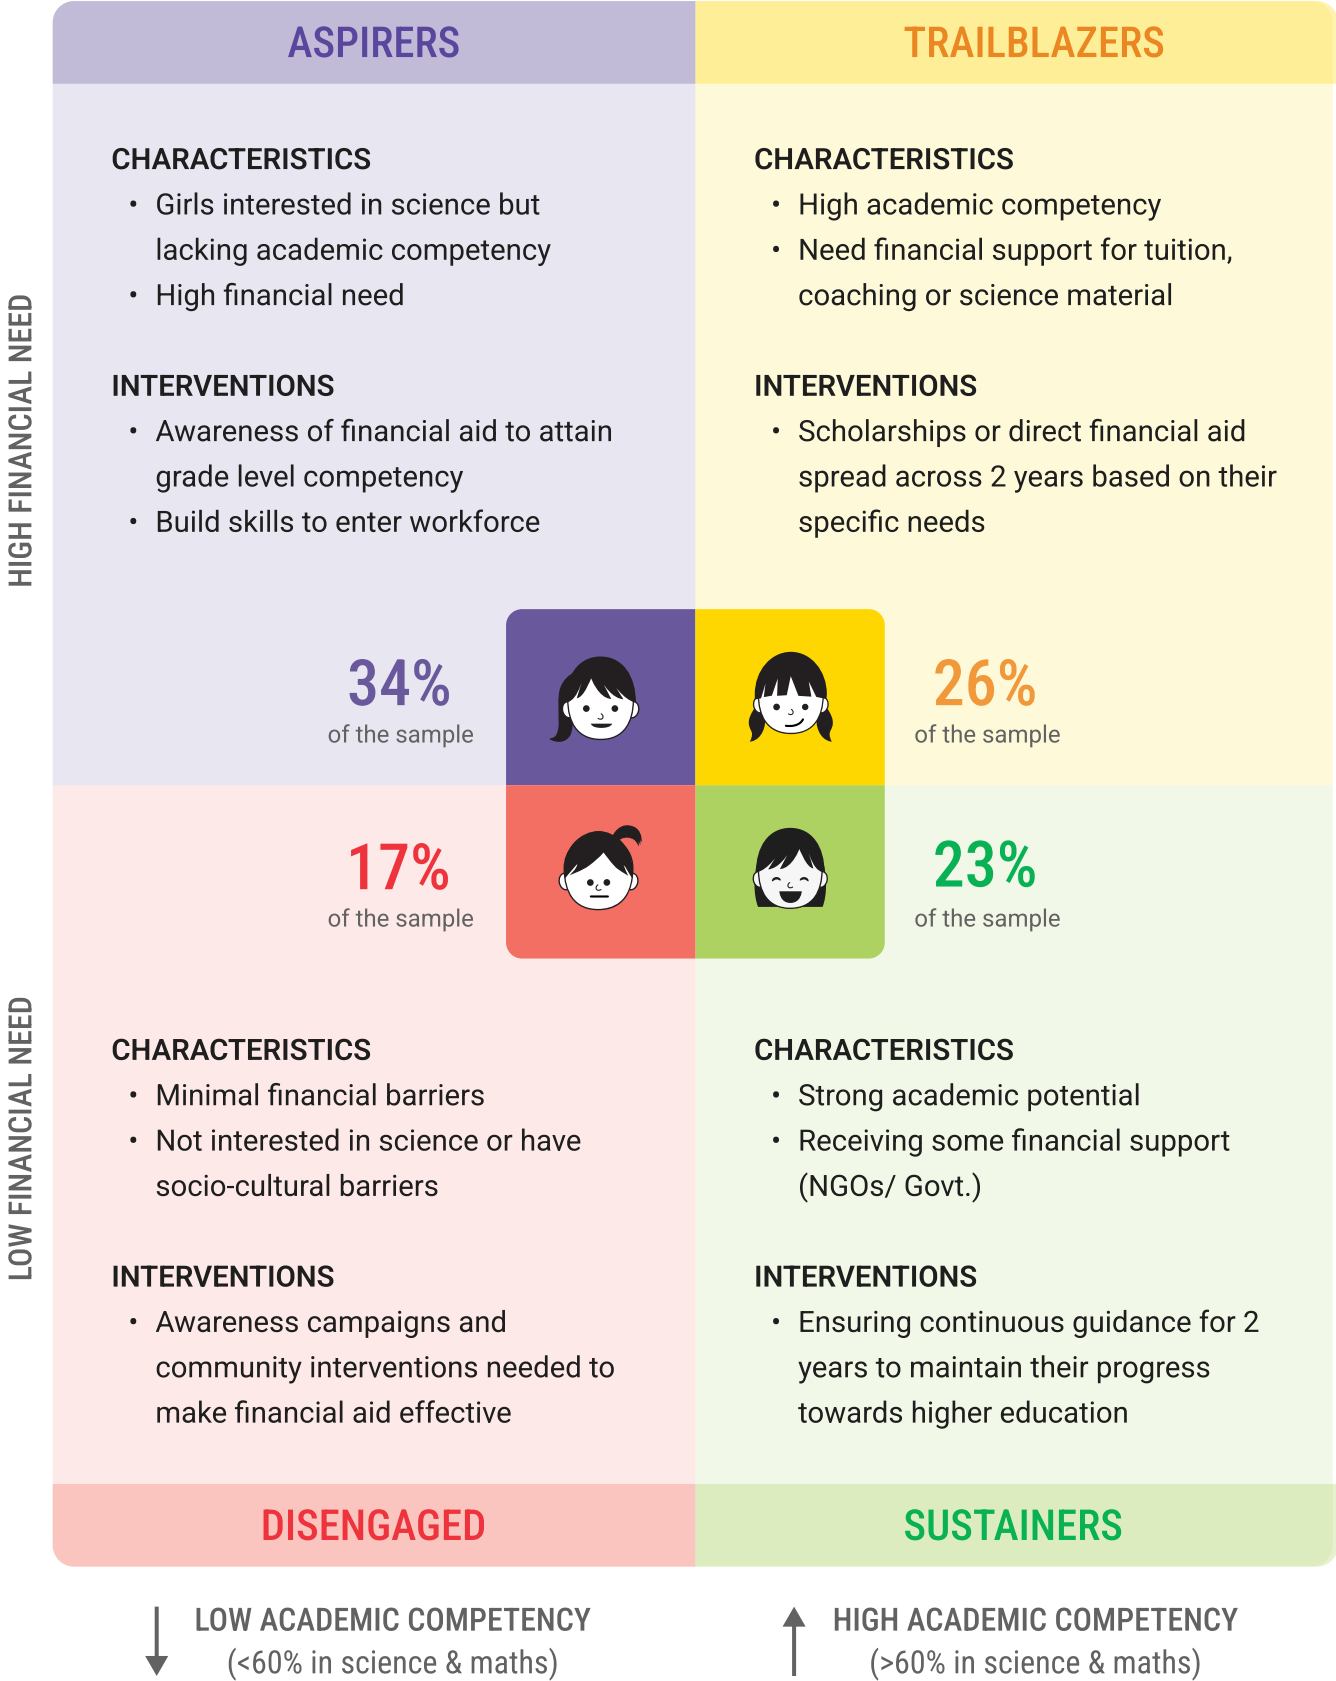 ASPIRERS
CHARACTERISTICS
• Girls interested in science but
lacking academic competency
• High financial need
INTERVENTIONS
• Awareness of financial aid to attain
grade level competency
• Build skills to enter workforce
34%
of the sample
TRAILBLAZERS
CHARACTERISTICS
• High academic competency
• Need financial support for tuition,
coaching or science material
INTERVENTIONS
• Scholarships or direct financial aid
spread across 2 years based on their
specific needs
26%
of the sample
HIGH FINANCIAL NEED
17%
of the sample
CHARACTERISTICS
• Minimal financial barriers
• Not interested in science or have
socio-cultural barriers
INTERVENTIONS
• Awareness campaigns and
community interventions needed to
make financial aid effective
DISENGAGED
23%
of the sample
CHARACTERISTICS
• Strong academic potential
• Receiving some financial support
(NGOs/ Govt.)
INTERVENTIONS
• Ensuring continuous guidance for 2
years to maintain their progress
towards higher education
SUSTAINERS
LOW FINANCIAL NEED
LOW ACADEMIC COMPETENCY
(<60% in science & maths)
HIGH ACADEMIC COMPETENCY
(>60% in science & maths)